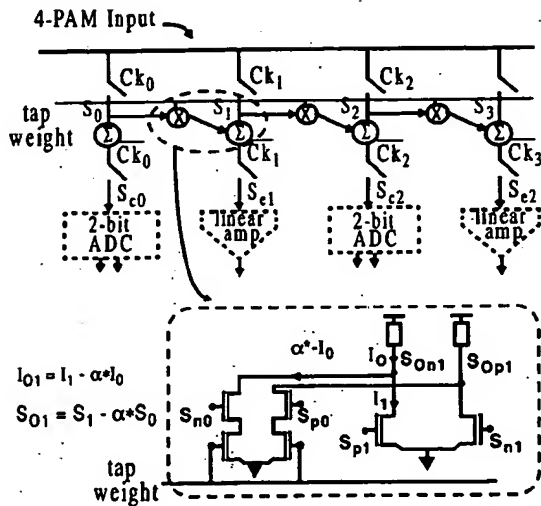 4-PAM Input
Ck0 Ck1 Ck2
S0 S1 S2 S3
tap weight
X X X
Σ Σ Σ Σ
Ck0 Ck1 Ck2 Ck3
Sc0 Se1 Sc2 Se2
2-bit ADC
linear amp
2-bit ADC
linear amp
α*-I0 I0 SOn1 SOp1
I01 = I1 - α*I0
S01 = S1 - α*S0
Sn0 Sp0 I1 Sp1 Sn1
tap weight